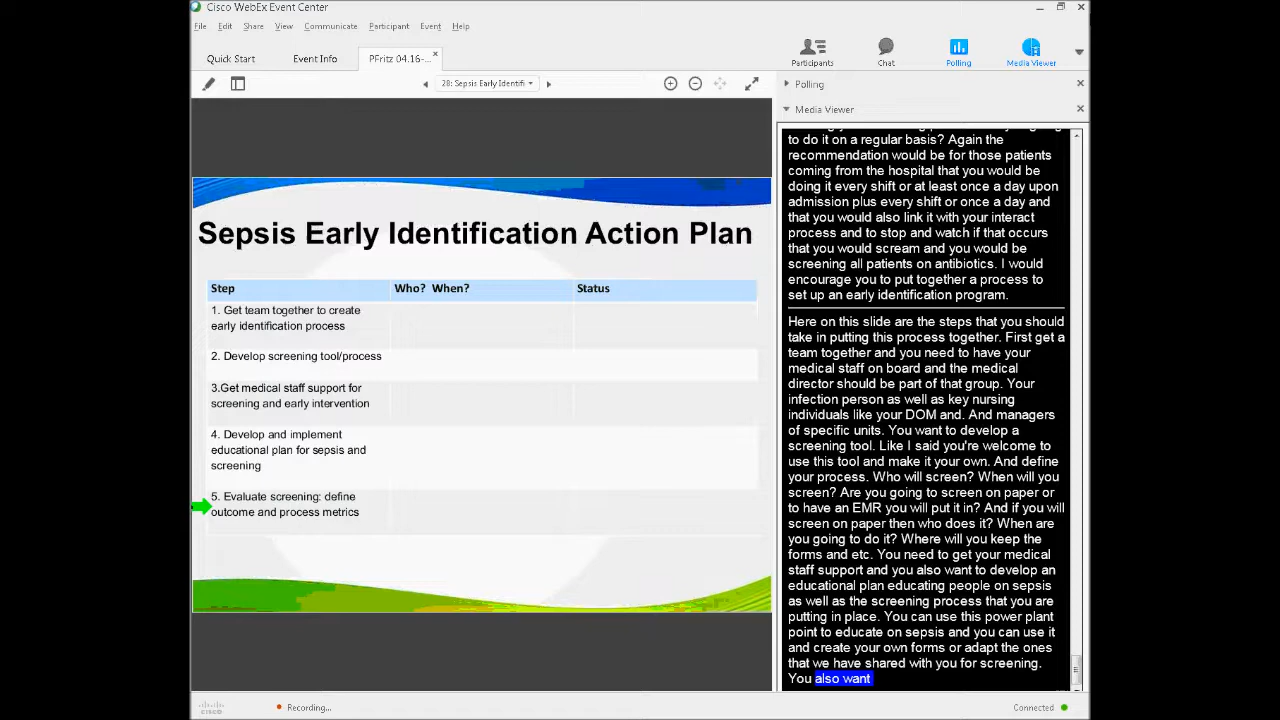 Cisco WebEx Event Center
File Edit Share View Communicate Participant Event Help
Quick Start Event Info PFritz 04.16-...
Participants Chat Polling Media Viewer
28: Sepsis Early Identifi
Polling
Media Viewer
Sepsis Early Identification Action Plan
Step Who? When? Status
1. Get team together to create
early identification process
2. Develop screening tool/process
3.Get medical staff support for
screening and early intervention
4. Develop and implement
educational plan for sepsis and
screening
5. Evaluate screening: define
outcome and process metrics
to do it on a regular basis? Again the
recommendation would be for those patients
coming from the hospital that you would be
doing it every shift or at least once a day upon
admission plus every shift or once a day and
that you would also link it with your interact
process and to stop and watch if that occurs
that you would scream and you would be
screening all patients on antibiotics. I would
encourage you to put together a process to
set up an early identification program.
Here on this slide are the steps that you should
take in putting this process together. First get a
team together and you need to have your
medical staff on board and the medical
director should be part of that group. Your
infection person as well as key nursing
individuals like your DOM and. And managers
of specific units. You want to develop a
screening tool. Like I said you're welcome to
use this tool and make it your own. And define
your process. Who will screen? When will you
screen? Are you going to screen on paper or
to have an EMR you will put it in? And if you will
screen on paper then who does it? When are
you going to do it? Where will you keep the
forms and etc. You need to get your medical
staff support and you also want to develop an
educational plan educating people on sepsis
as well as the screening process that you are
putting in place. You can use this power plant
point to educate on sepsis and you can use it
and create your own forms or adapt the ones
that we have shared with you for screening.
You also want
cisco
Recording...
Connected